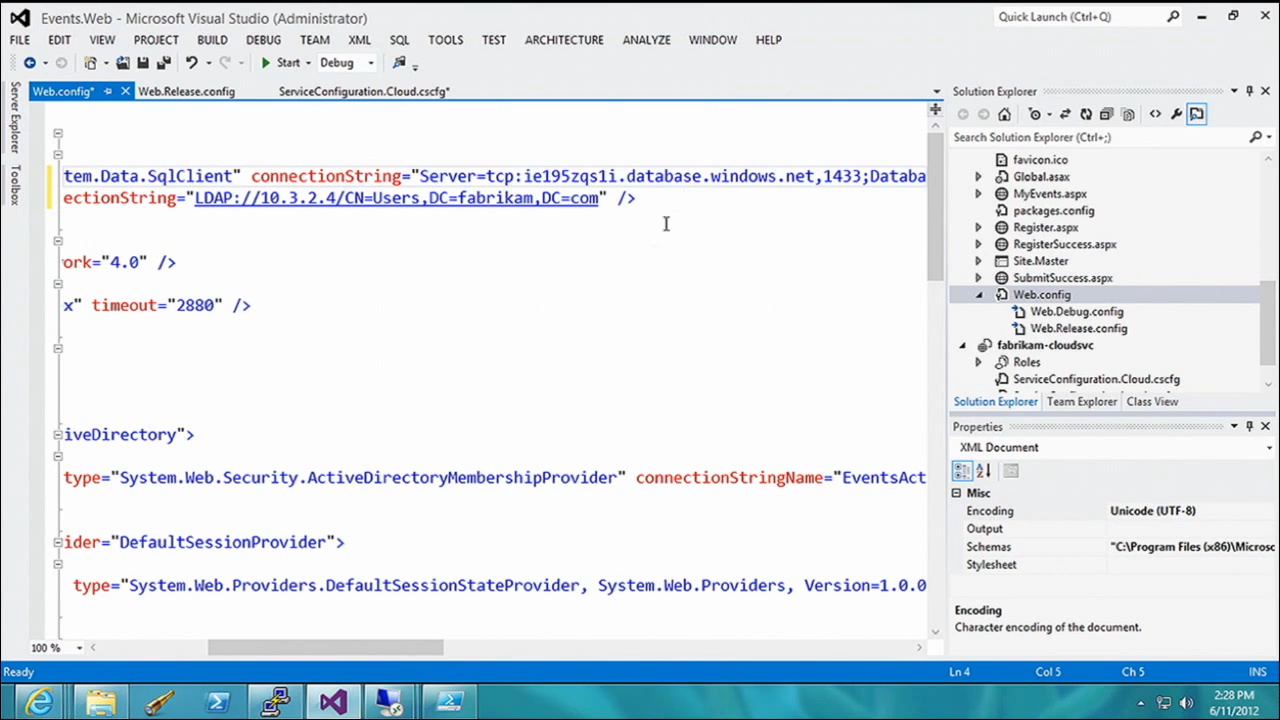 Events.Web - Microsoft Visual Studio (Administrator)
Quick Launch (Ctrl+Q)
FILE EDIT VIEW PROJECT BUILD DEBUG TEAM XML SQL TOOLS TEST ARCHITECTURE ANALYZE WINDOW HELP
Start Debug
Server Explorer
Toolbox
Web.config* Web.Release.config ServiceConfiguration.Cloud.cscfg*
tem.Data.SqlClient" connectionString="Server=tcp:ie195zqs1i.database.windows.net,1433;Databa
ectionString="LDAP://10.3.2.4/CN=Users,DC=fabrikam,DC=com" />
ork="4.0" />
x" timeout="2880" />
iveDirectory">
type="System.Web.Security.ActiveDirectoryMembershipProvider" connectionStringName="EventsAct
ider="DefaultSessionProvider">
type="System.Web.Providers.DefaultSessionStateProvider, System.Web.Providers, Version=1.0.0
100 %
Solution Explorer
Search Solution Explorer (Ctrl+;)
favicon.ico
Global.asax
MyEvents.aspx
packages.config
Register.aspx
RegisterSuccess.aspx
Site.Master
SubmitSuccess.aspx
Web.config
Web.Debug.config
Web.Release.config
fabrikam-cloudsvc
Roles
ServiceConfiguration.Cloud.cscfg
Solution Explorer Team Explorer Class View
Properties
XML Document
Misc
Encoding Unicode (UTF-8)
Output
Schemas "C:\Program Files (x86)\Microsc
Stylesheet
Encoding
Character encoding of the document.
Ready Ln 4 Col 5 Ch 5 INS
2:28 PM
6/11/2012